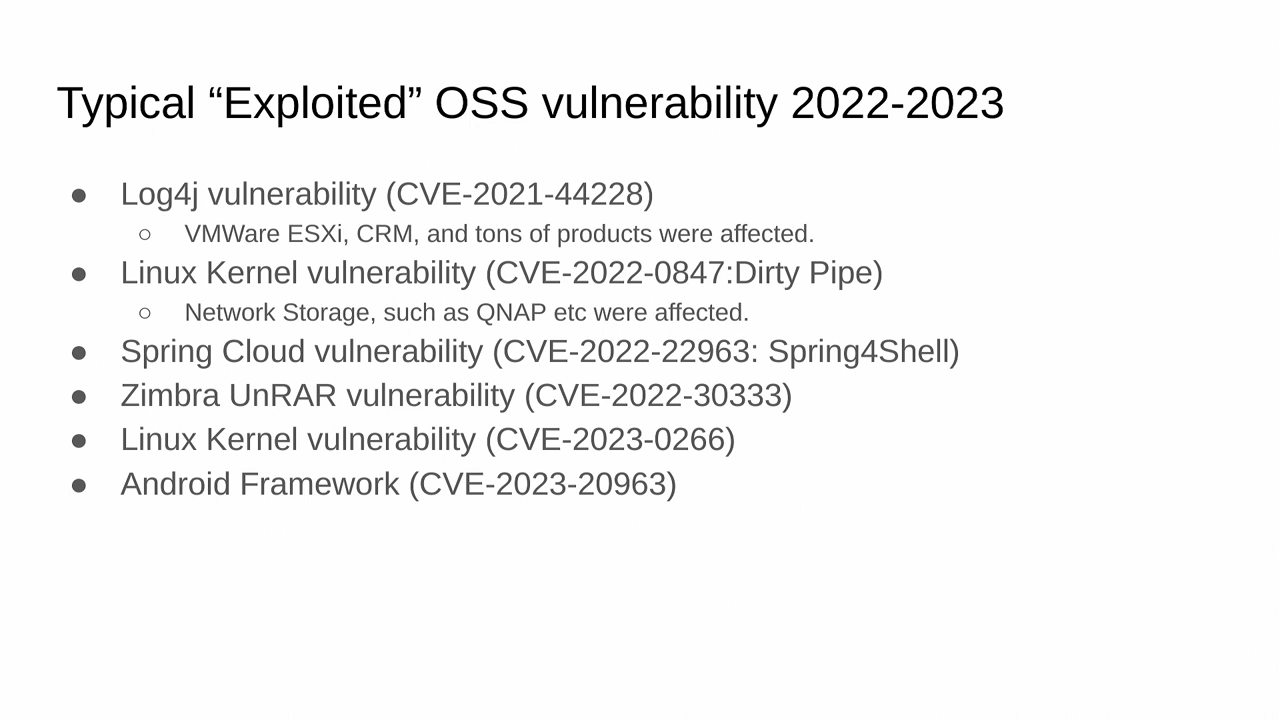 Typical “Exploited” OSS vulnerability 2022-2023
● Log4j vulnerability (CVE-2021-44228)
○ VMWare ESXi, CRM, and tons of products were affected.
● Linux Kernel vulnerability (CVE-2022-0847:Dirty Pipe)
○ Network Storage, such as QNAP etc were affected.
● Spring Cloud vulnerability (CVE-2022-22963: Spring4Shell)
● Zimbra UnRAR vulnerability (CVE-2022-30333)
● Linux Kernel vulnerability (CVE-2023-0266)
● Android Framework (CVE-2023-20963)